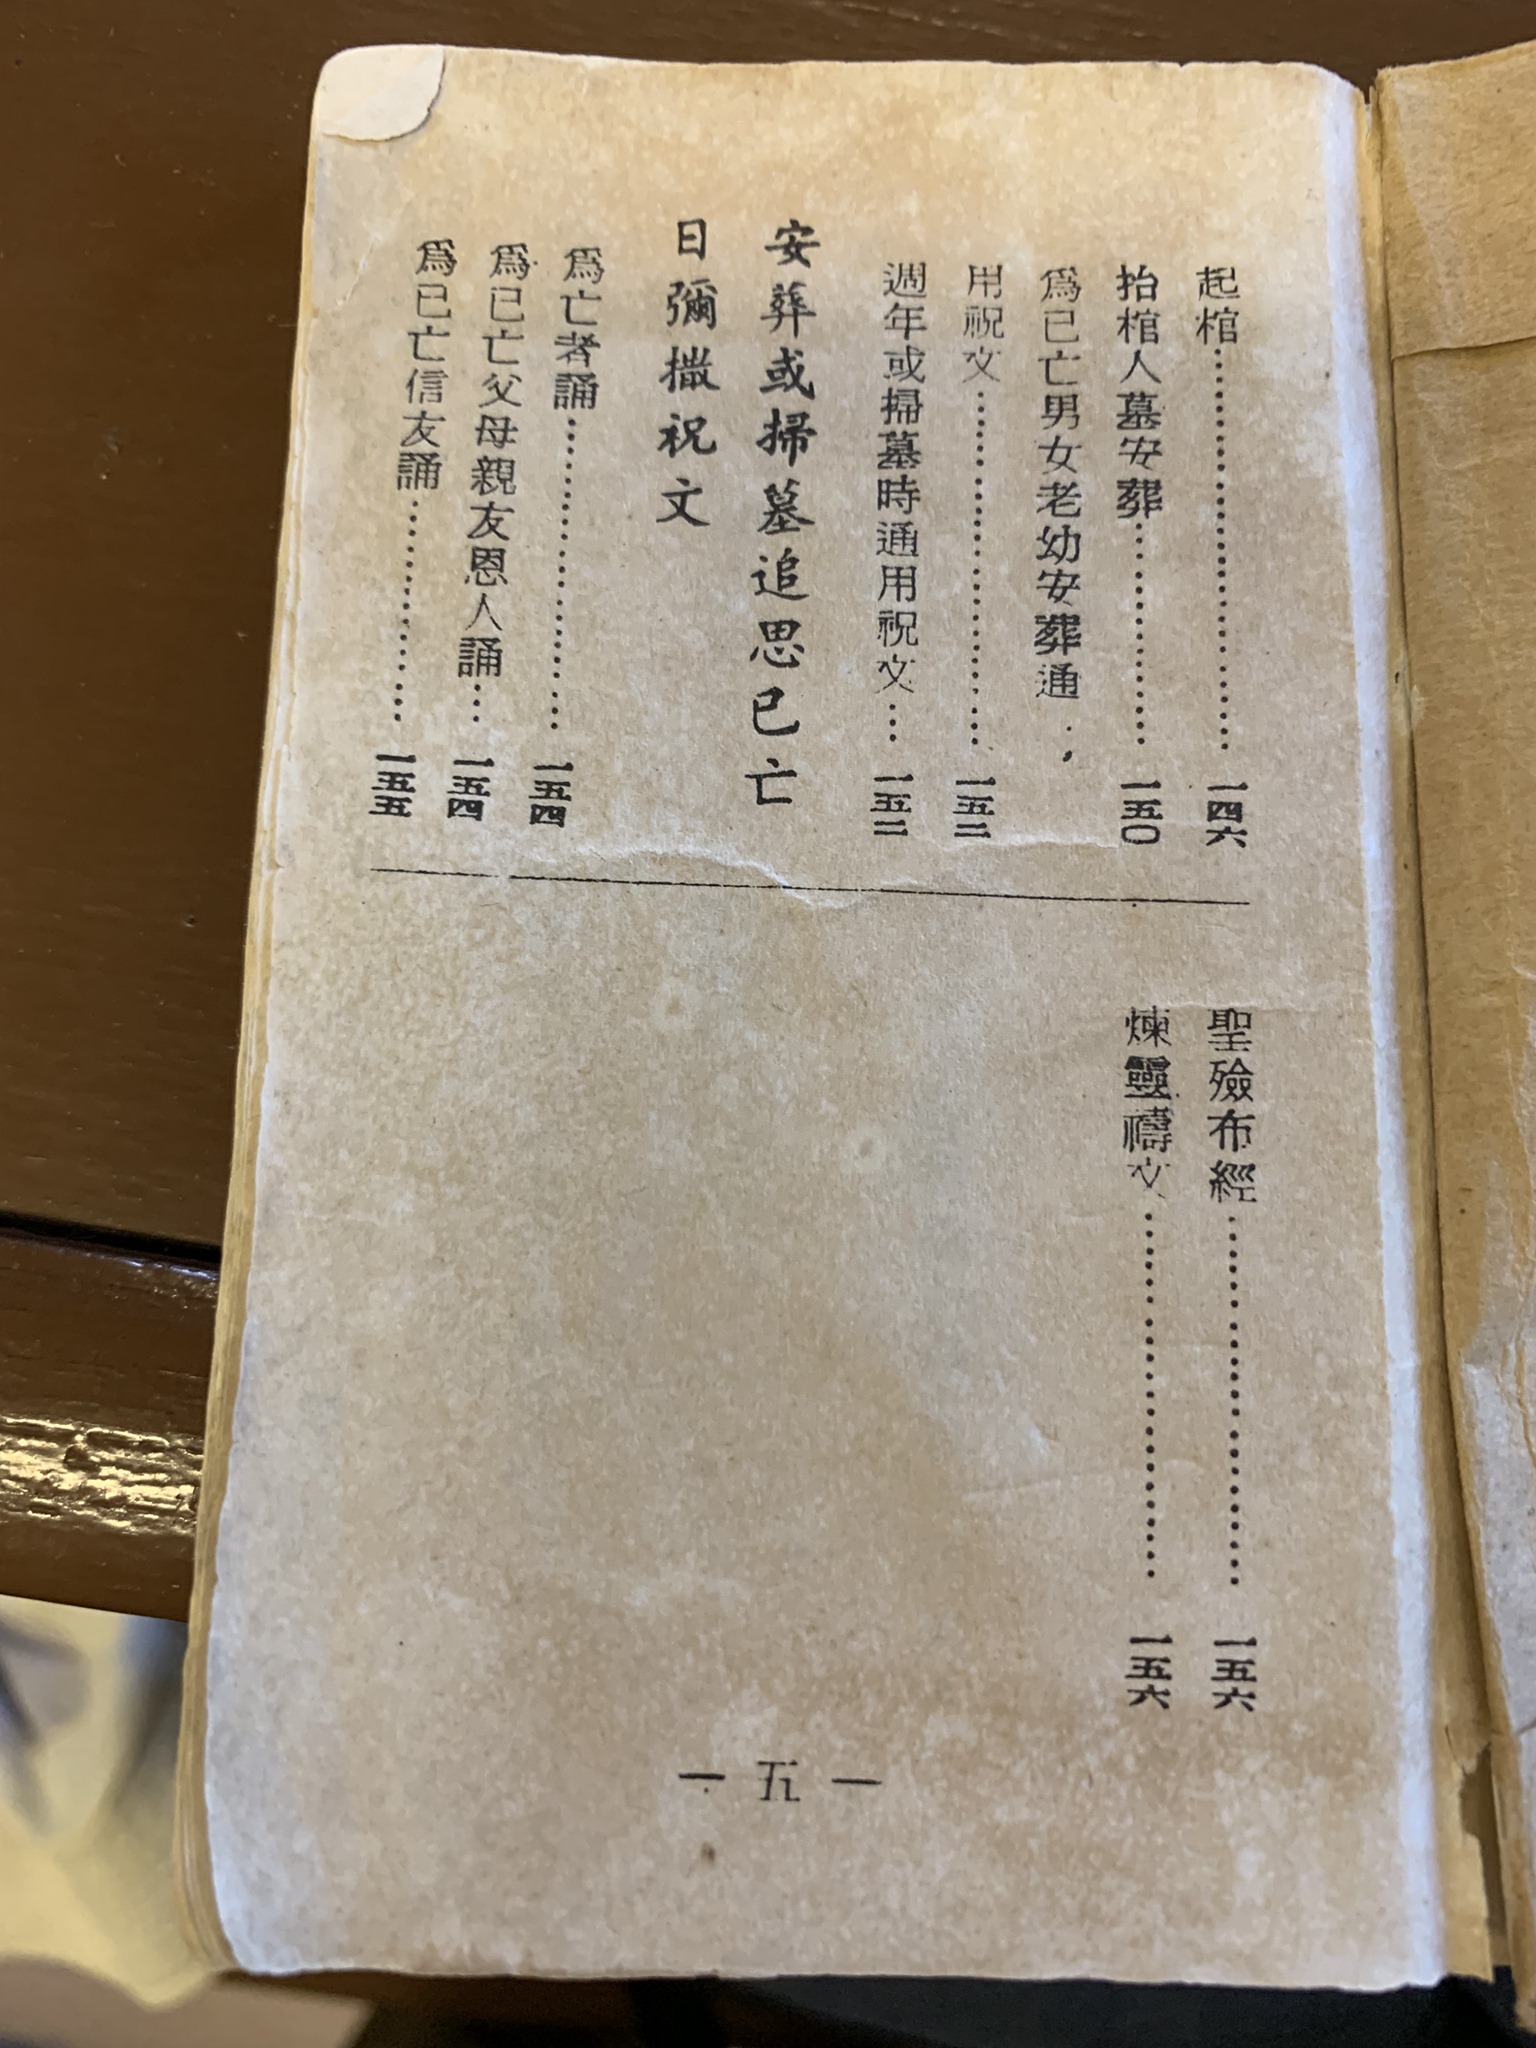 起棺……………………一四六
抬棺人墓安葬……………一五〇
爲已亡男女老幼安葬通
用祝文……………………一五二
週年或掃墓時通用祝文…一五二
安葬或掃墓追思已亡
日彌撒祝文
爲亡者誦…………………一五四
爲已亡父母親友恩人誦…一五四
爲已亡信友誦……………一五五
聖殮布經…………………一五六
煉靈禱文…………………一五六
— 五 —